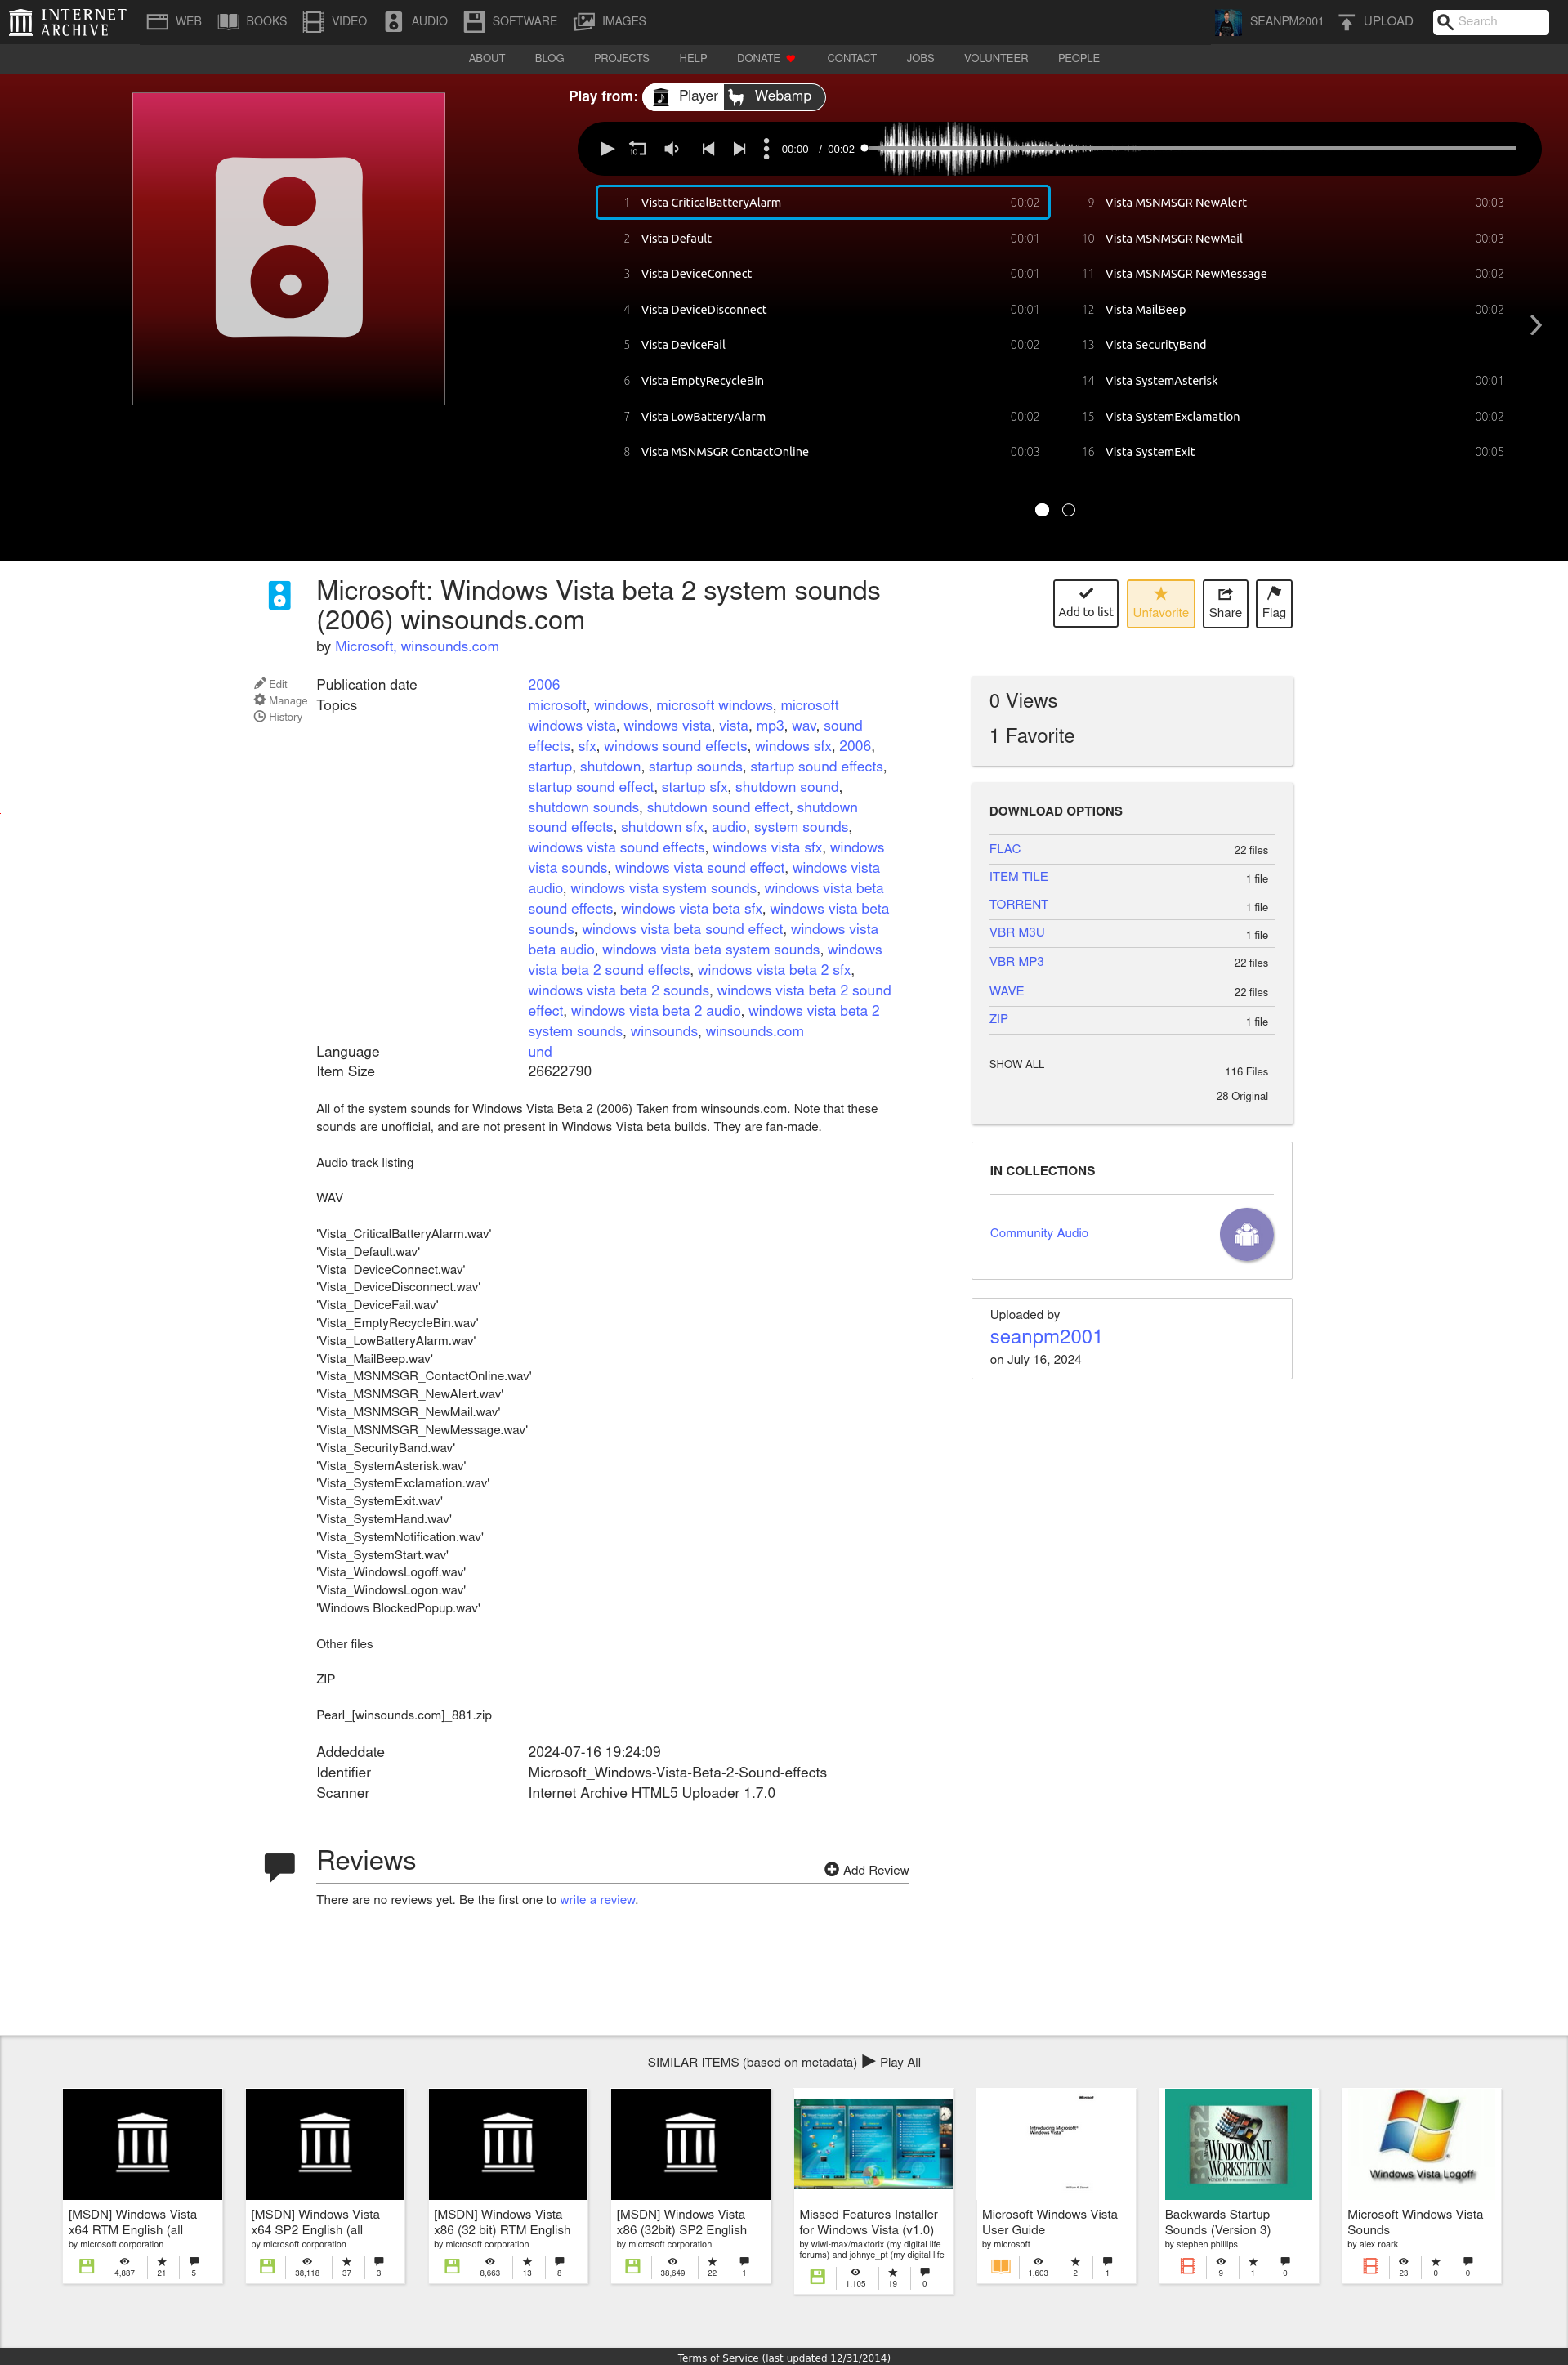 INTERNET
ARCHIVE
WEB
BOOKS
VIDEO
AUDIO
SOFTWARE
IMAGES
SEANPM2001
UPLOAD
Search
ABOUT
BLOG
PROJECTS
HELP
DONATE
CONTACT
JOBS
VOLUNTEER
PEOPLE
Play from:
Player
Webamp
10
00:00 / 00:02
1 Vista CriticalBatteryAlarm 00:02
2 Vista Default 00:01
3 Vista DeviceConnect 00:01
4 Vista DeviceDisconnect 00:01
5 Vista DeviceFail 00:02
6 Vista EmptyRecycleBin
7 Vista LowBatteryAlarm 00:02
8 Vista MSNMSGR ContactOnline 00:03
9 Vista MSNMSGR NewAlert 00:03
10 Vista MSNMSGR NewMail 00:03
11 Vista MSNMSGR NewMessage 00:02
12 Vista MailBeep 00:02
13 Vista SecurityBand
14 Vista SystemAsterisk 00:01
15 Vista SystemExclamation 00:02
16 Vista SystemExit 00:05
Microsoft: Windows Vista beta 2 system sounds
(2006) winsounds.com
by Microsoft, winsounds.com
Add to list
Unfavorite
Share
Flag
Edit
Manage
History
Publication date 2006
Topics microsoft, windows, microsoft windows, microsoft
windows vista, windows vista, vista, mp3, wav, sound
effects, sfx, windows sound effects, windows sfx, 2006,
startup, shutdown, startup sounds, startup sound effects,
startup sound effect, startup sfx, shutdown sound,
shutdown sounds, shutdown sound effect, shutdown
sound effects, shutdown sfx, audio, system sounds,
windows vista sound effects, windows vista sfx, windows
vista sounds, windows vista sound effect, windows vista
audio, windows vista system sounds, windows vista beta
sound effects, windows vista beta sfx, windows vista beta
sounds, windows vista beta sound effect, windows vista
beta audio, windows vista beta system sounds, windows
vista beta 2 sound effects, windows vista beta 2 sfx,
windows vista beta 2 sounds, windows vista beta 2 sound
effect, windows vista beta 2 audio, windows vista beta 2
system sounds, winsounds, winsounds.com
Language und
Item Size 26622790
All of the system sounds for Windows Vista Beta 2 (2006) Taken from winsounds.com. Note that these
sounds are unofficial, and are not present in Windows Vista beta builds. They are fan-made.
Audio track listing
WAV
'Vista_CriticalBatteryAlarm.wav'
'Vista_Default.wav'
'Vista_DeviceConnect.wav'
'Vista_DeviceDisconnect.wav'
'Vista_DeviceFail.wav'
'Vista_EmptyRecycleBin.wav'
'Vista_LowBatteryAlarm.wav'
'Vista_MailBeep.wav'
'Vista_MSNMSGR_ContactOnline.wav'
'Vista_MSNMSGR_NewAlert.wav'
'Vista_MSNMSGR_NewMail.wav'
'Vista_MSNMSGR_NewMessage.wav'
'Vista_SecurityBand.wav'
'Vista_SystemAsterisk.wav'
'Vista_SystemExclamation.wav'
'Vista_SystemExit.wav'
'Vista_SystemHand.wav'
'Vista_SystemNotification.wav'
'Vista_SystemStart.wav'
'Vista_WindowsLogoff.wav'
'Vista_WindowsLogon.wav'
'Windows BlockedPopup.wav'
Other files
ZIP
Pearl_[winsounds.com]_881.zip
Addeddate 2024-07-16 19:24:09
Identifier Microsoft_Windows-Vista-Beta-2-Sound-effects
Scanner Internet Archive HTML5 Uploader 1.7.0
0 Views
1 Favorite
DOWNLOAD OPTIONS
FLAC 22 files
ITEM TILE 1 file
TORRENT 1 file
VBR M3U 1 file
VBR MP3 22 files
WAVE 22 files
ZIP 1 file
SHOW ALL 116 Files
28 Original
IN COLLECTIONS
Community Audio
Uploaded by
seanpm2001
on July 16, 2024
Reviews
Add Review
There are no reviews yet. Be the first one to write a review.
SIMILAR ITEMS (based on metadata) Play All
[MSDN] Windows Vista
x64 RTM English (all
by microsoft corporation
4,887 21 5
[MSDN] Windows Vista
x64 SP2 English (all
by microsoft corporation
38,118 37 3
[MSDN] Windows Vista
x86 (32 bit) RTM English
by microsoft corporation
8,663 13 8
[MSDN] Windows Vista
x86 (32bit) SP2 English
by microsoft corporation
38,649 22 1
Missed Features Installer
for Windows Vista (v1.0)
by wiwi-max/maxtorix (my digital life
forums) and johnye_pt (my digital life
1,105 19 0
Introducing Microsoft
Windows Vista
Microsoft Windows Vista
User Guide
by microsoft
1,603 2 1
Beta2
WINDOWS NT
WORKSTATION
Backwards Startup
Sounds (Version 3)
by stephen phillips
9 1 0
Windows Vista Logoff
Microsoft Windows Vista
Sounds
by alex roark
23 0 0
Terms of Service (last updated 12/31/2014)